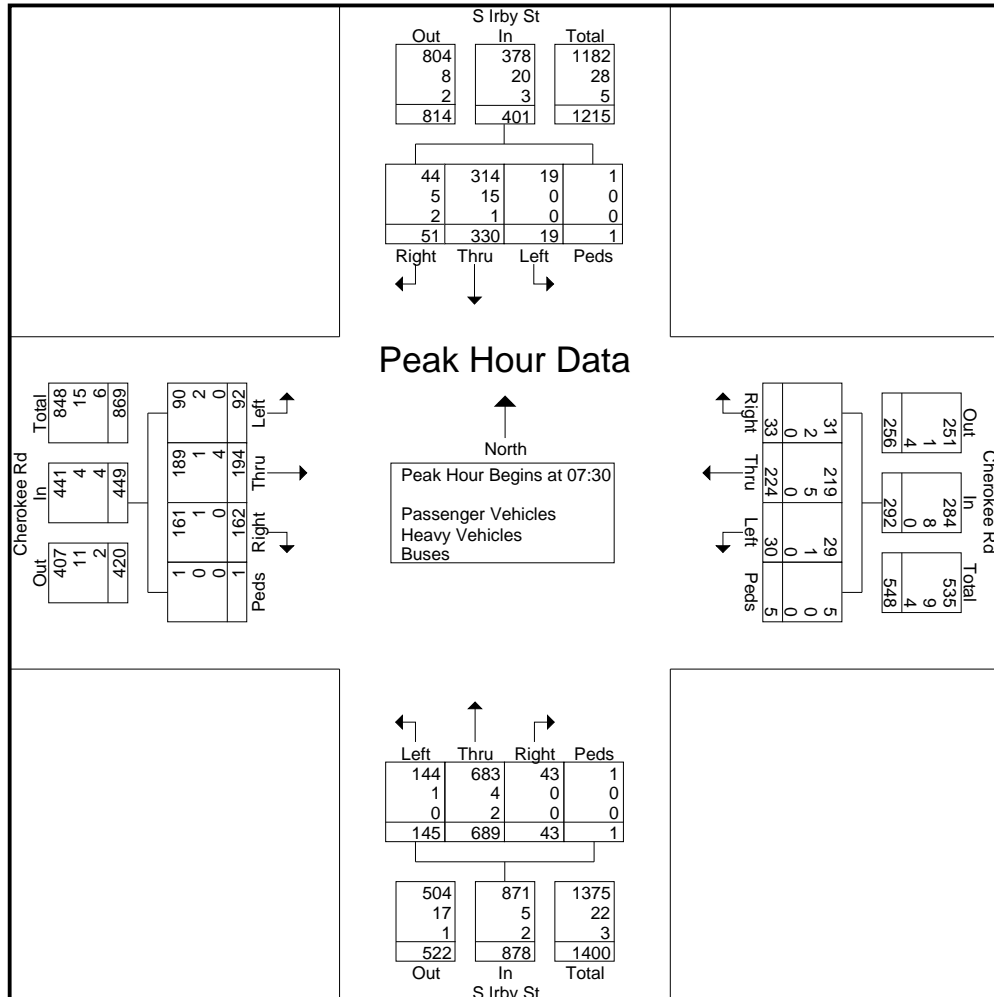 S Irby St
Out In Total
804 378 1182
8 20 28
2 3 5
814 401 1215
44 314 19 1
5 15 0 0
2 1 0 0
51 330 19 1
Right Thru Left Peds
Peak Hour Data
North
Peak Hour Begins at 07:30
Passenger Vehicles
Heavy Vehicles
Buses
Cherokee Rd
Out In Total
407 441 848
11 4 15
2 4 6
420 449 869
90 189 161 1
2 1 1 0
0 4 0 0
92 194 162 1
Left Thru Right Peds
Cherokee Rd
Out In Total
251 284 535
1 8 9
4 0 4
256 292 548
31 219 29 5
2 5 1 0
0 0 0 0
33 224 30 5
Right Thru Left Peds
Left Thru Right Peds
144 683 43 1
1 4 0 0
0 2 0 0
145 689 43 1
504 871 1375
17 5 22
1 2 3
522 878 1400
Out In Total
S Irby St